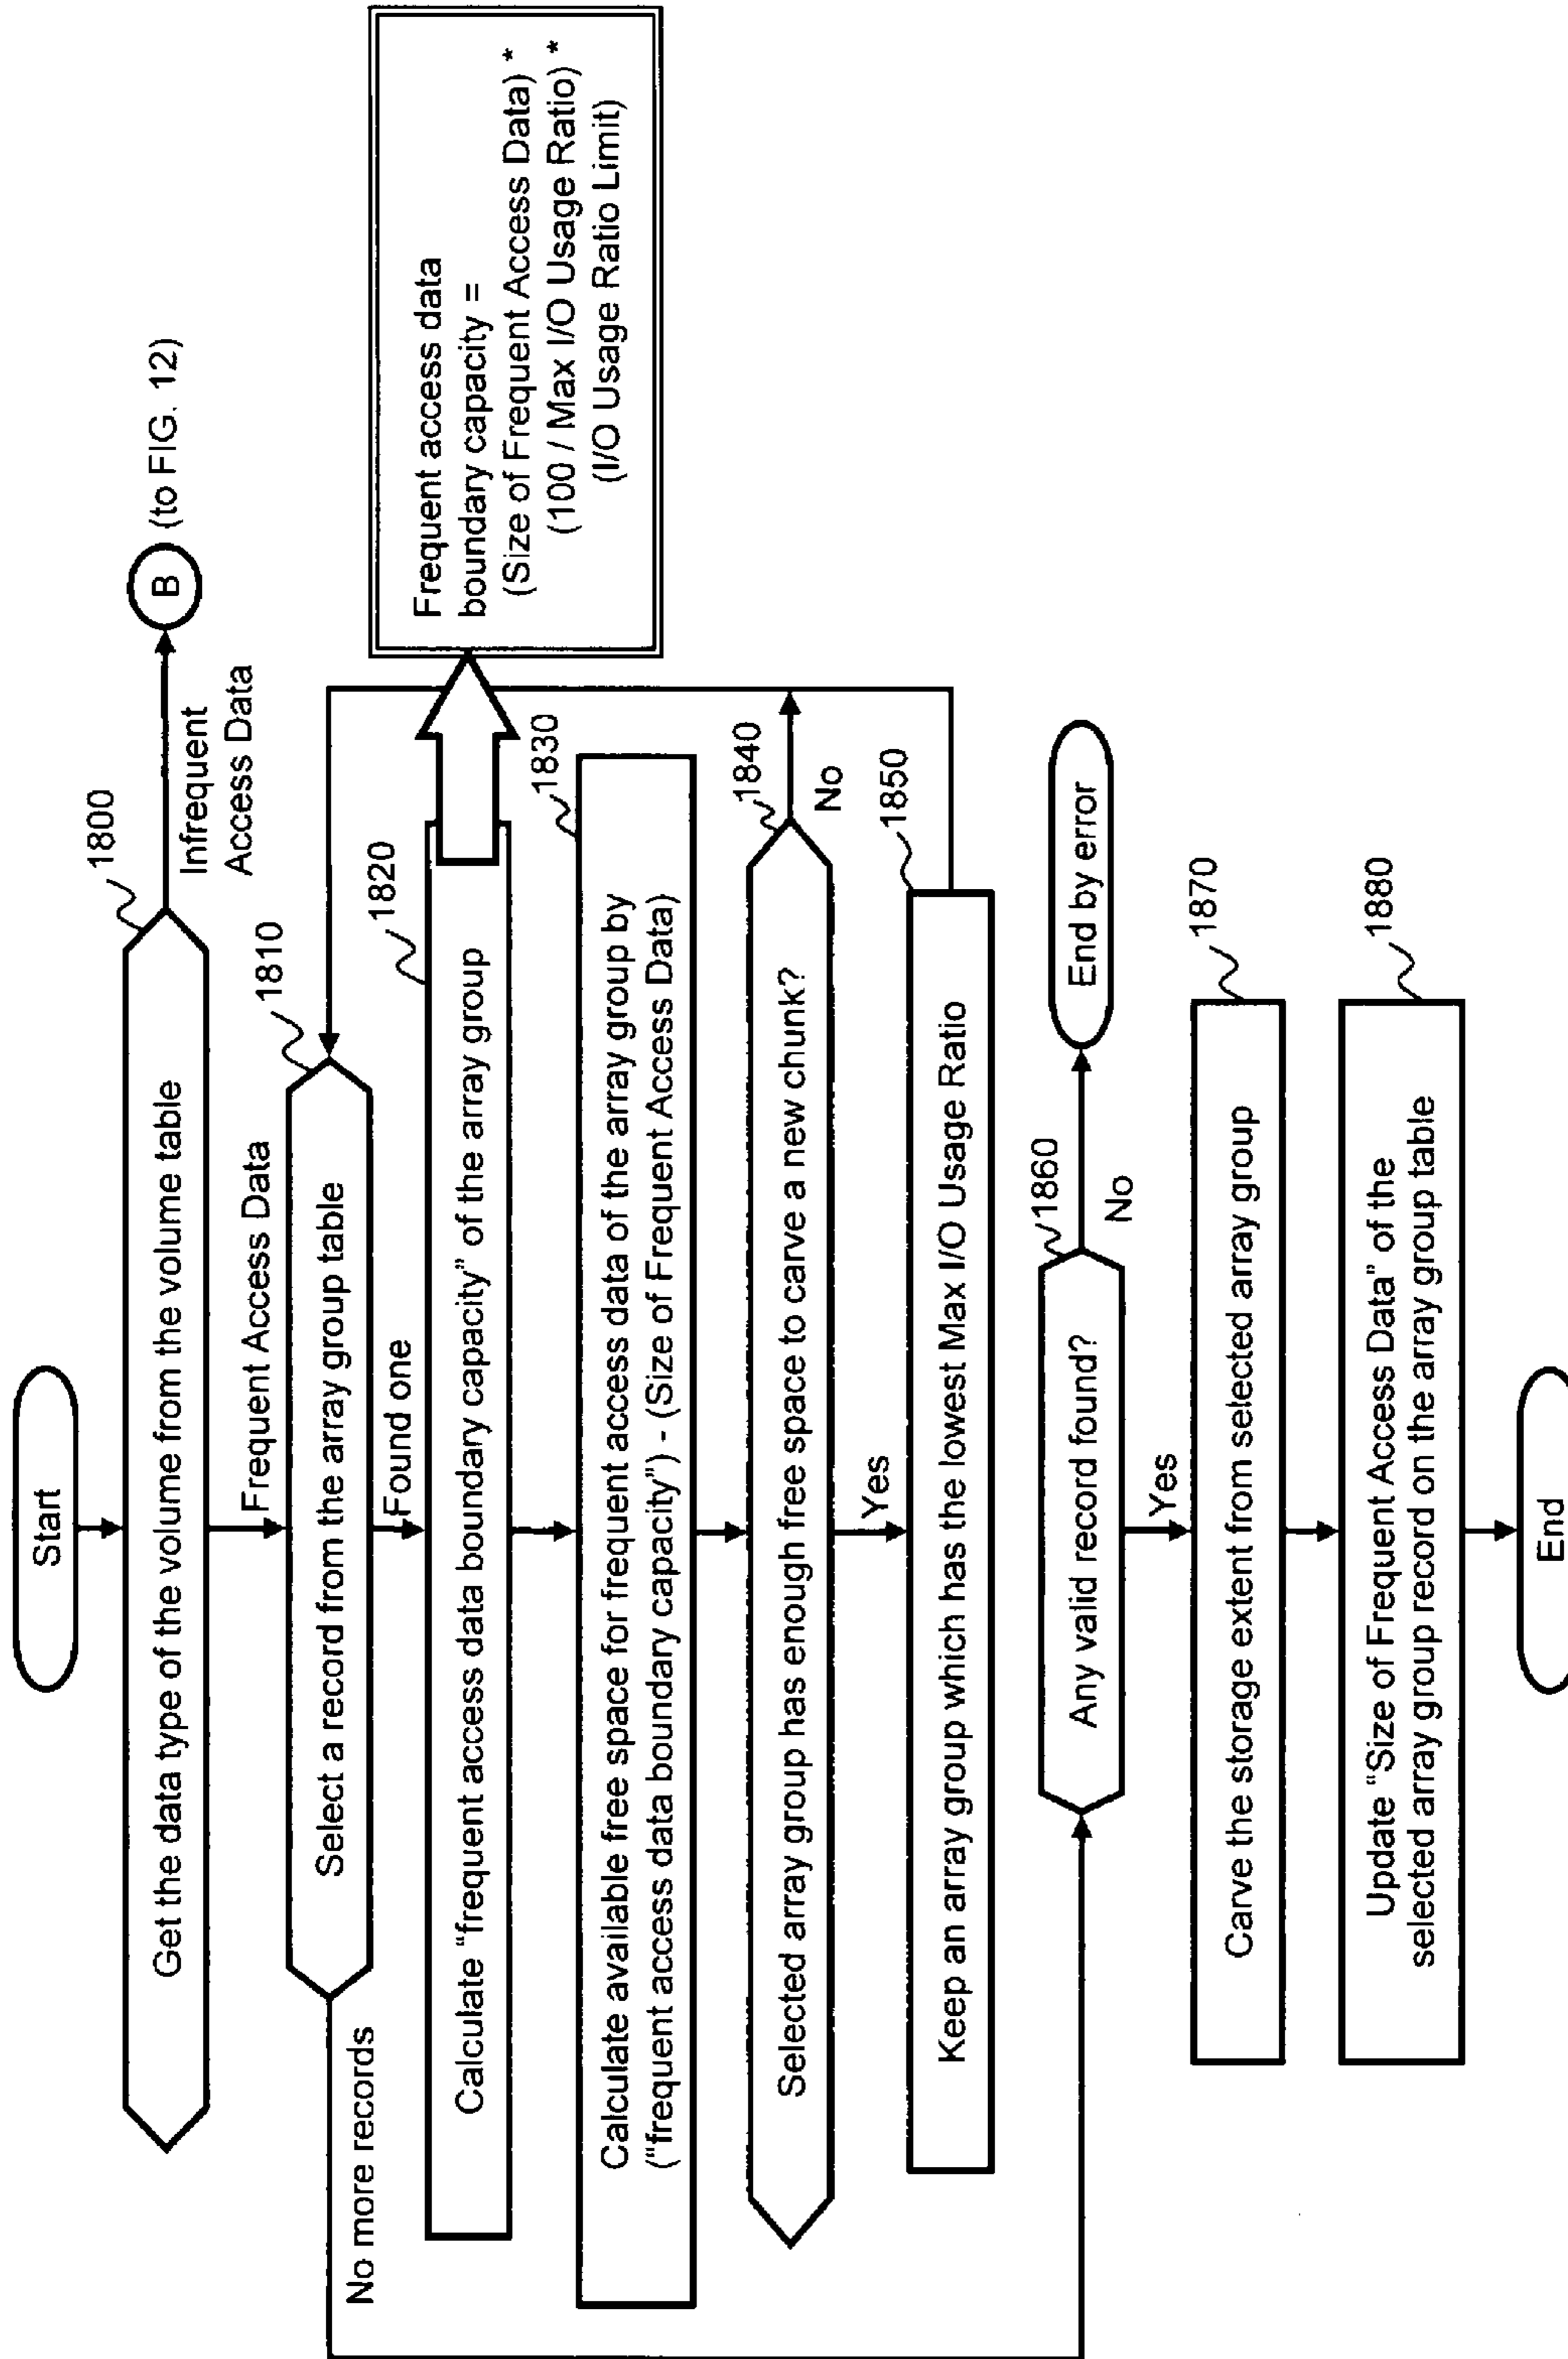 Start
1800
Get the data type of the volume from the volume table
Infrequent
Access Data
B
(to FIG. 12)
Frequent Access Data
1810
Select a record from the array group table
No more records
Found one
1820
Calculate "frequent access data boundary capacity" of the array group
Frequent access data
boundary capacity =
(Size of Frequent Access Data) *
(100 / Max I/O Usage Ratio) *
(I/O Usage Ratio Limit)
1830
Calculate available free space for frequent access data of the array group by
("frequent access data boundary capacity") - (Size of Frequent Access Data)
1840
Selected array group has enough free space to carve a new chunk?
No
Yes
1850
Keep an array group which has the lowest Max I/O Usage Ratio
1860
Any valid record found?
No
End by error
Yes
1870
Carve the storage extent from selected array group
1880
Update "Size of Frequent Access Data" of the
selected array group record on the array group table
End